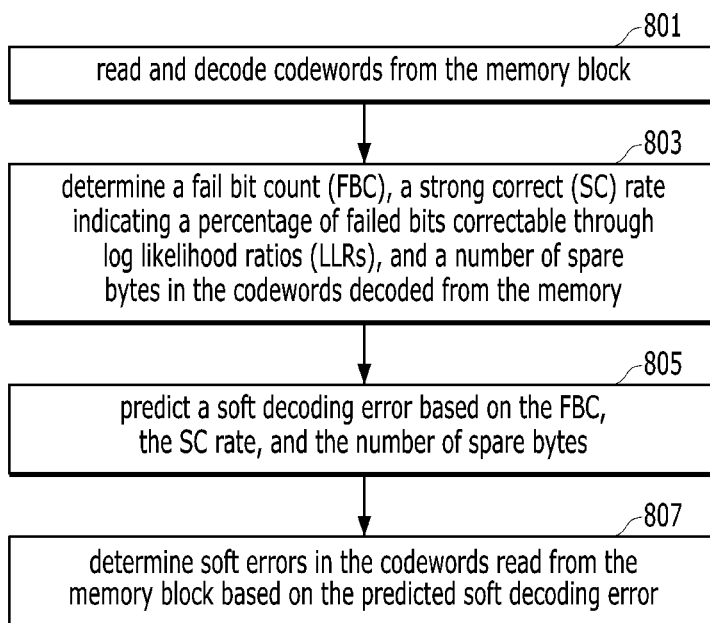 801
read and decode codewords from the memory block
803
determine a fail bit count (FBC), a strong correct (SC) rate
indicating a percentage of failed bits correctable through
log likelihood ratios (LLRs), and a number of spare
bytes in the codewords decoded from the memory
805
predict a soft decoding error based on the FBC,
the SC rate, and the number of spare bytes
807
determine soft errors in the codewords read from the
memory block based on the predicted soft decoding error